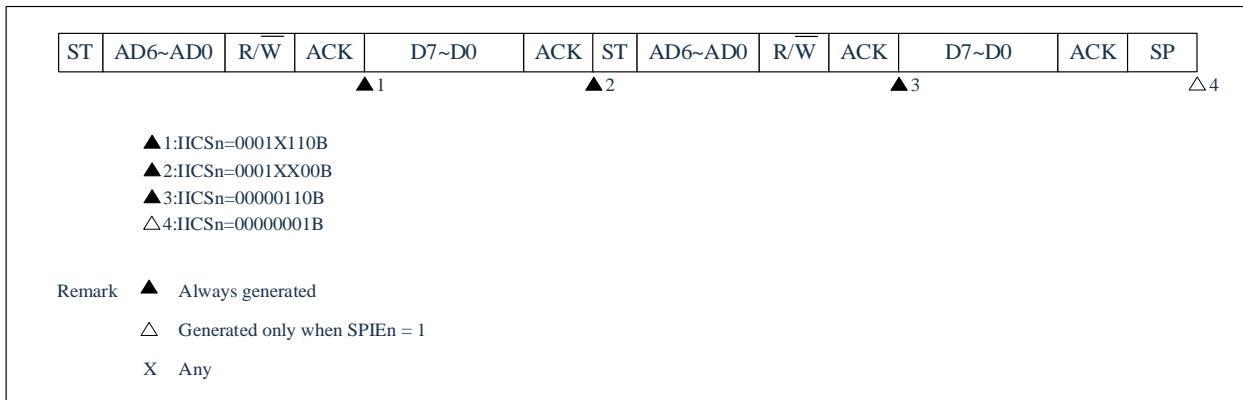 ST AD6~AD0 R/W̅ ACK D7~D0 ACK ST AD6~AD0 R/W̅ ACK D7~D0 ACK SP
▲1 ▲2 ▲3 △4
▲1:IICSn=0001X110B
▲2:IICSn=0001XX00B
▲3:IICSn=00000110B
△4:IICSn=00000001B
Remark ▲ Always generated
△ Generated only when SPIEn = 1
X Any